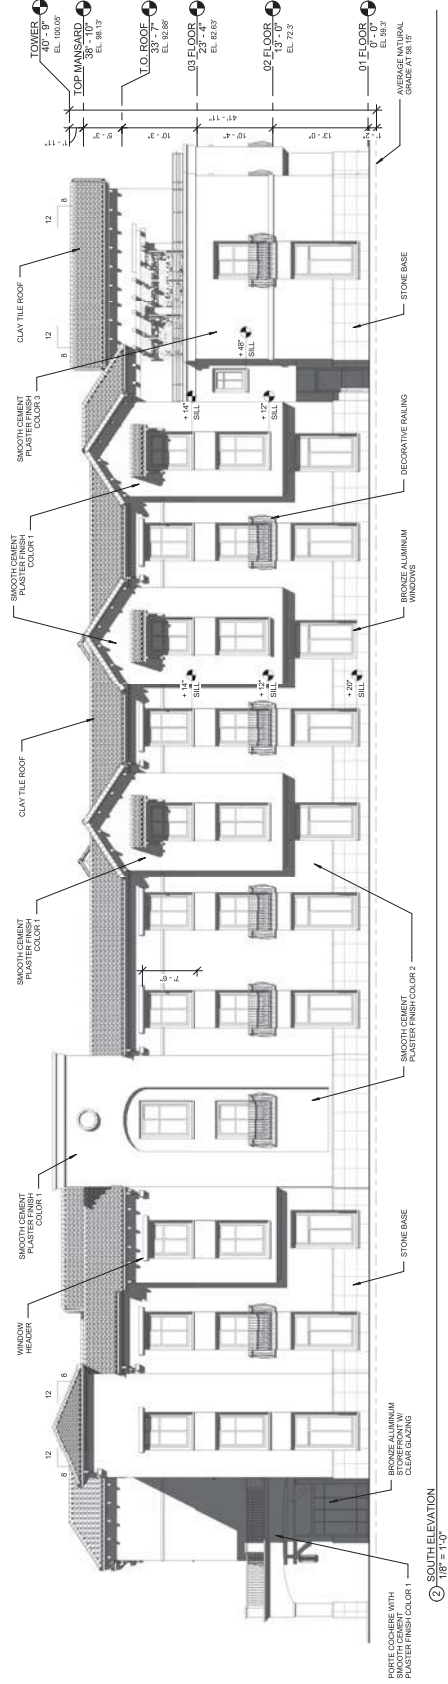 TOWER
40' - 9"
EL. 100.05'
TOP MANSARD
38' - 10"
EL. 98.13'
T.O. ROOF
33' - 7"
EL. 92.88'
03 FLOOR
23' - 4"
EL. 82.63'
02 FLOOR
13' - 0"
EL. 72.3'
01 FLOOR
0' - 0"
EL. 59.3'
AVERAGE NATURAL
GRADE AT 58.15'
41' - 11"
1' - 11"
5' - 3"
10' - 3"
10' - 4"
13' - 0"
1' - 2"
8
12
CLAY TILE ROOF
12
8
SMOOTH CEMENT
PLASTER FINISH
COLOR 3
STONE BASE
+ 48"
SILL
+ 14"
SILL
+ 12"
SILL
SMOOTH CEMENT
PLASTER FINISH
COLOR 1
DECORATIVE RAILING
SMOOTH CEMENT
PLASTER FINISH
COLOR 1
BRONZE ALUMINUM
WINDOWS
+ 14"
SILL
+ 12"
SILL
+ 20"
SILL
CLAY TILE ROOF
SMOOTH CEMENT
PLASTER FINISH
COLOR 1
7' - 6"
SMOOTH CEMENT
PLASTER FINISH COLOR 2
SMOOTH CEMENT
PLASTER FINISH
COLOR 1
STONE BASE
WINDOW
HEADER
8
12
12
8
BRONZE ALUMINUM
STOREFRONT W/
CLEAR GLAZING
PORTE COCHERE WITH
SMOOTH CEMENT
PLASTER FINISH COLOR 1
2
SOUTH ELEVATION
1/8" = 1'-0"